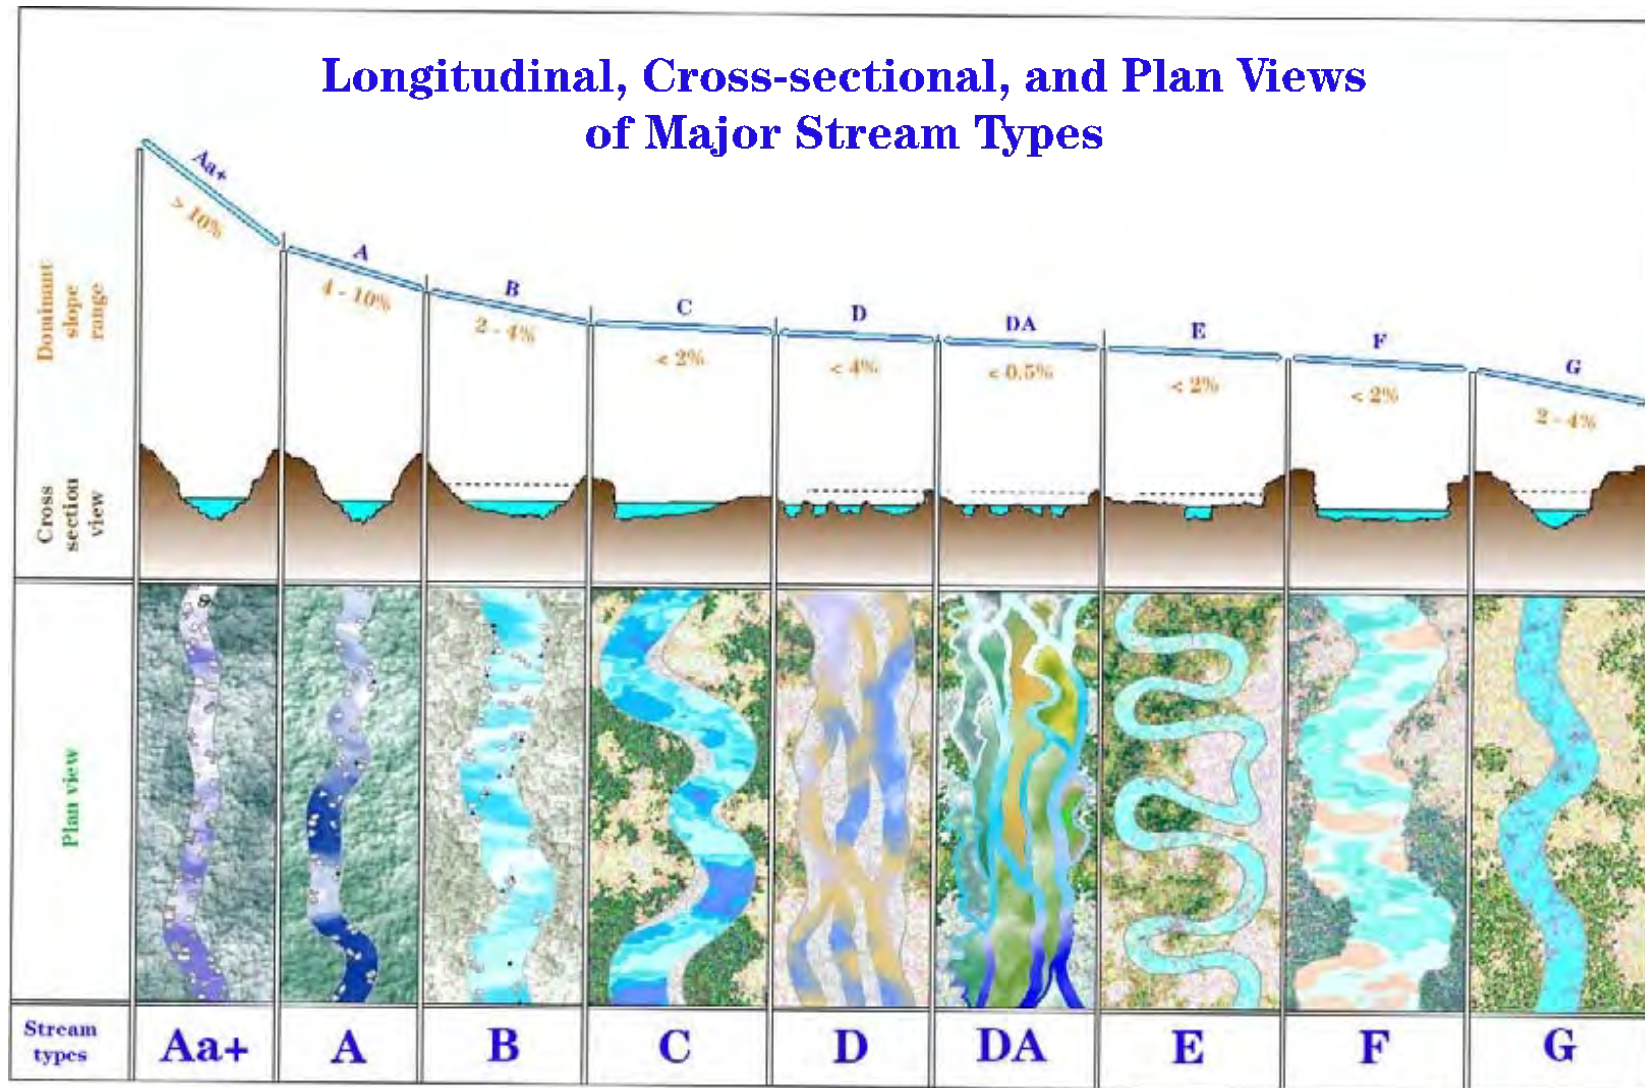 Longitudinal, Cross-sectional, and Plan Views
of Major Stream Types
Aa+
> 10%
A
4 - 10%
B
2 - 4%
C
< 2%
D
< 4%
DA
< 0.5%
E
< 2%
F
< 2%
G
2 - 4%
Dominant
slope
range
Cross
section
view
Plan view
Stream
types
Aa+
A
B
C
D
DA
E
F
G